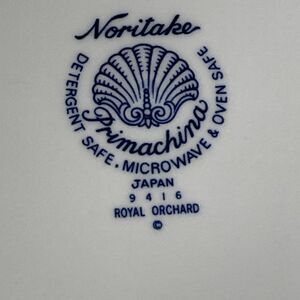 Noritake
Primachina
DETERGENT SAFE. MICROWAVE & OVEN SAFE
JAPAN
9416
ROYAL ORCHARD